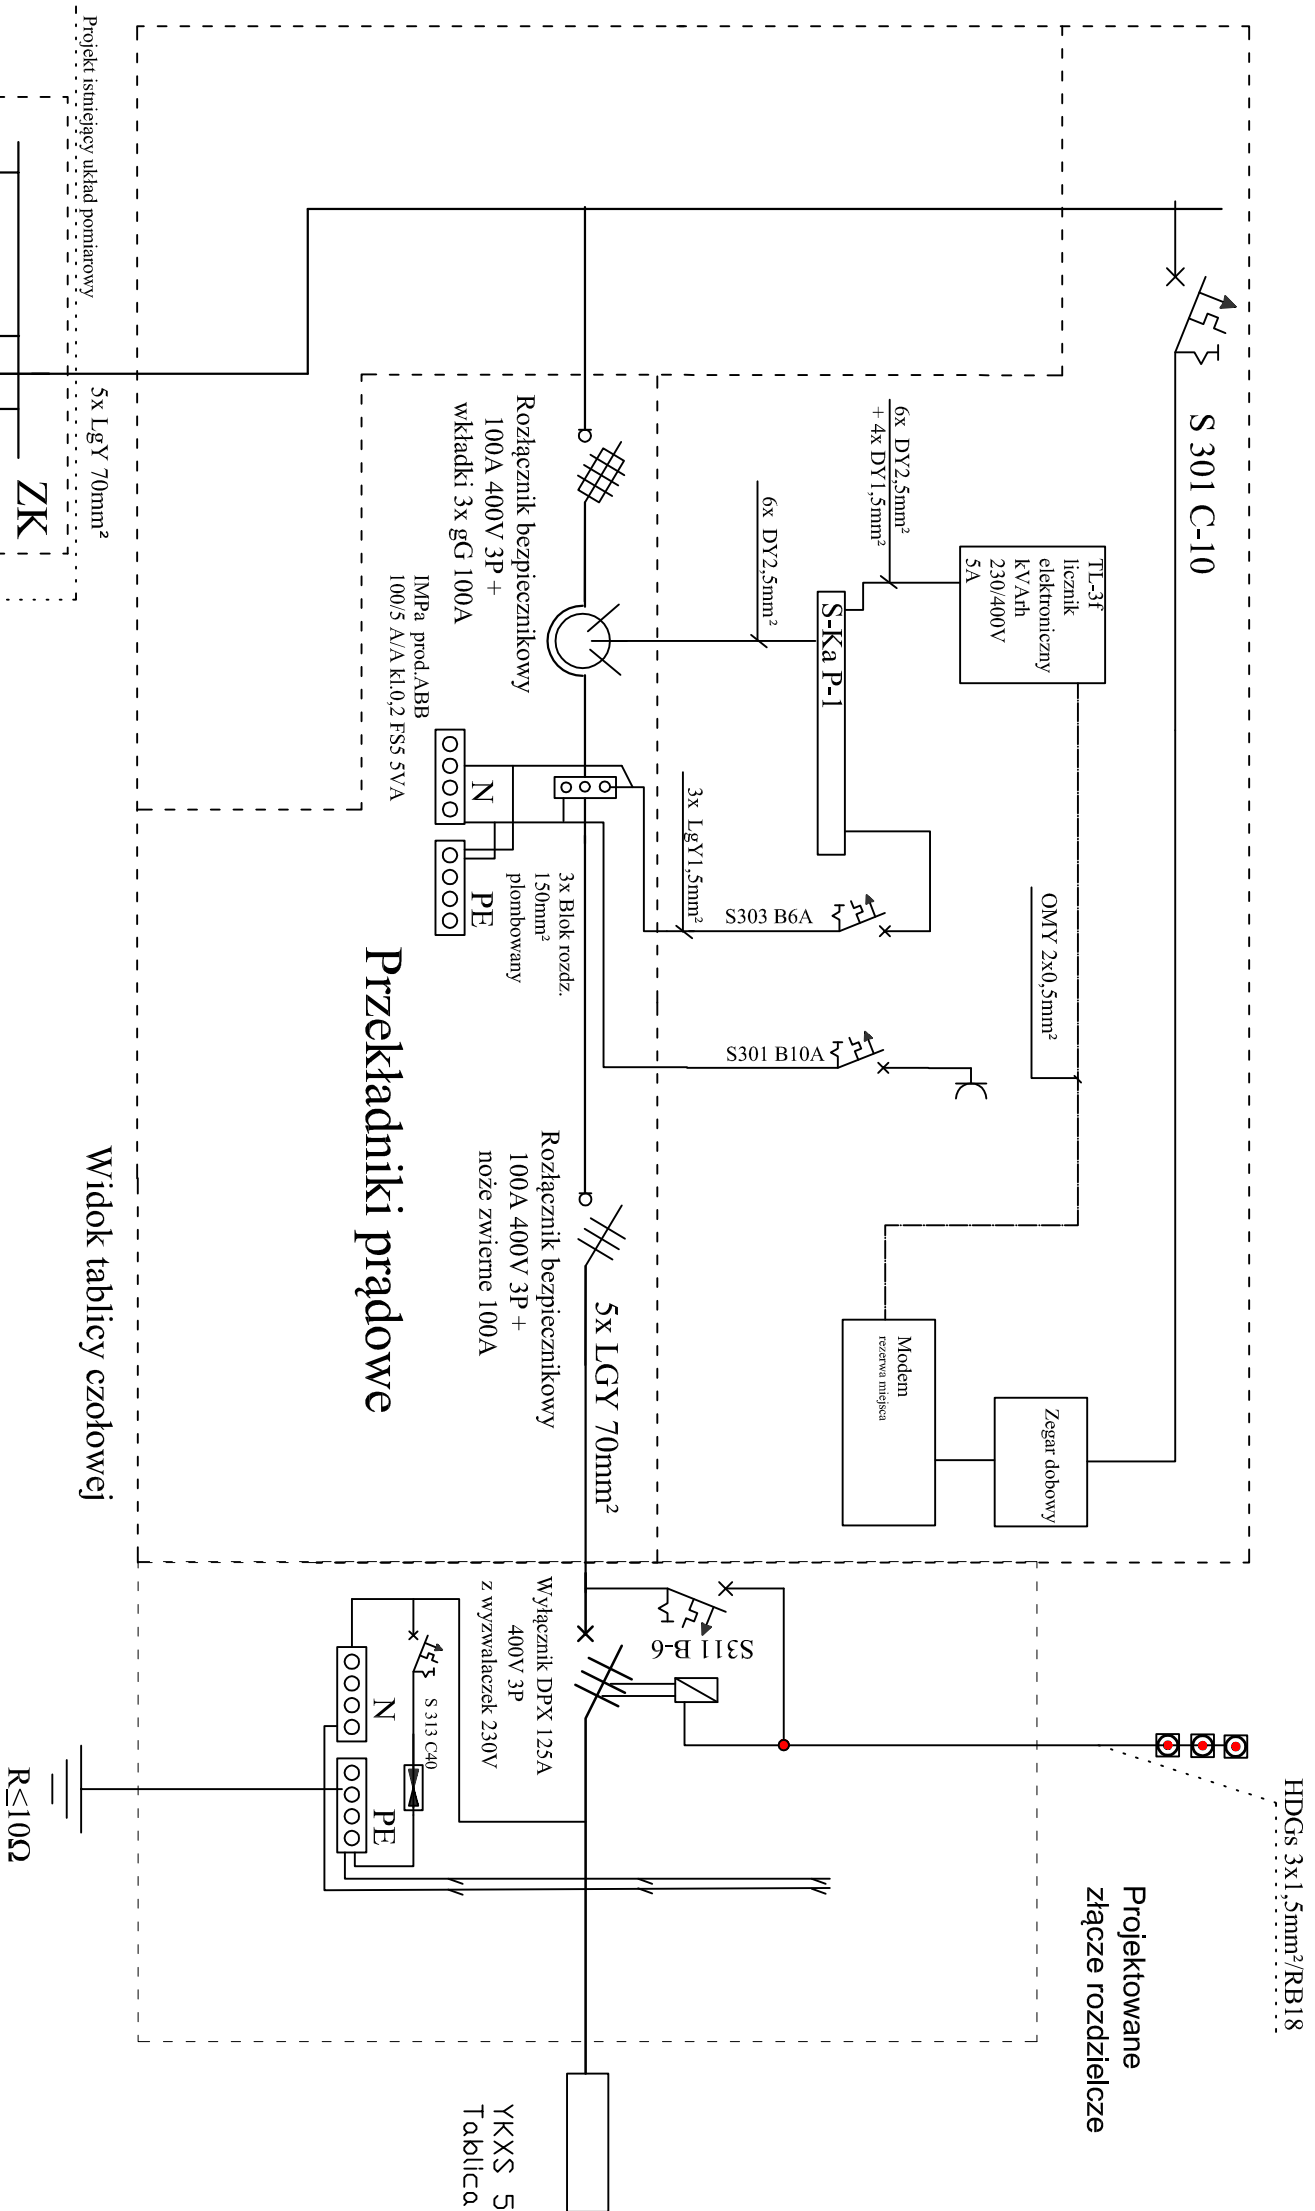 Projekt istniejący układ pomiarowy
5x LgY 70mm²
ZK
S 301 C-10
6x DY2,5mm²
+ 4x DY1,5mm²
TL-3f
licznik
elektroniczny
kVArh
230/400V
5A
6x DY2,5mm²
S-Ka P-1
Rozłącznik bezpiecznikowy
100A 400V 3P +
wkładki 3x gG 100A
IMPa prod.ABB
100/5 A/A kl.0,2 FS5 5VA
N
PE
3x Blok rozdz.
150mm²
plombowany
3x LgY1,5mm²
S303 B6A
S301 B10A
OMY 2x0,5mm²
Przekładniki prądowe
Rozłącznik bezpiecznikowy
100A 400V 3P +
noże zwierne 100A
5x LGY 70mm²
Modem
rezerwa miejsca
Zegar dobowy
Widok tablicy czołowej
Wyłącznik DPX 125A
400V 3P
z wyzwalaczek 230V
S311 B-6
S 313 C40
N
PE
R≤10Ω
HDGs 3x1,5mm²/RB18
Projektowane
złącze rozdzielcze
YKXS 5
Tablica